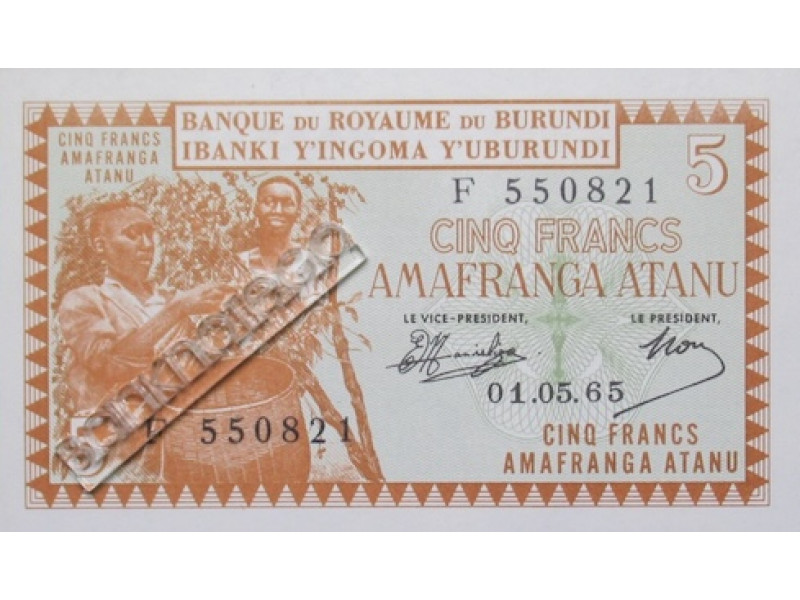 BANQUE DU ROYAUME DU BURUNDI
IBANKI Y'INGOMA Y'UBURUNDI
CINQ FRANCS
AMAFRANGA
ATANU
5
F 550821
CINQ FRANCS
AMAFRANGA ATANU
LE VICE-PRESIDENT,
LE PRESIDENT,
01.05.65
5
F 550821
CINQ FRANCS
AMAFRANGA ATANU